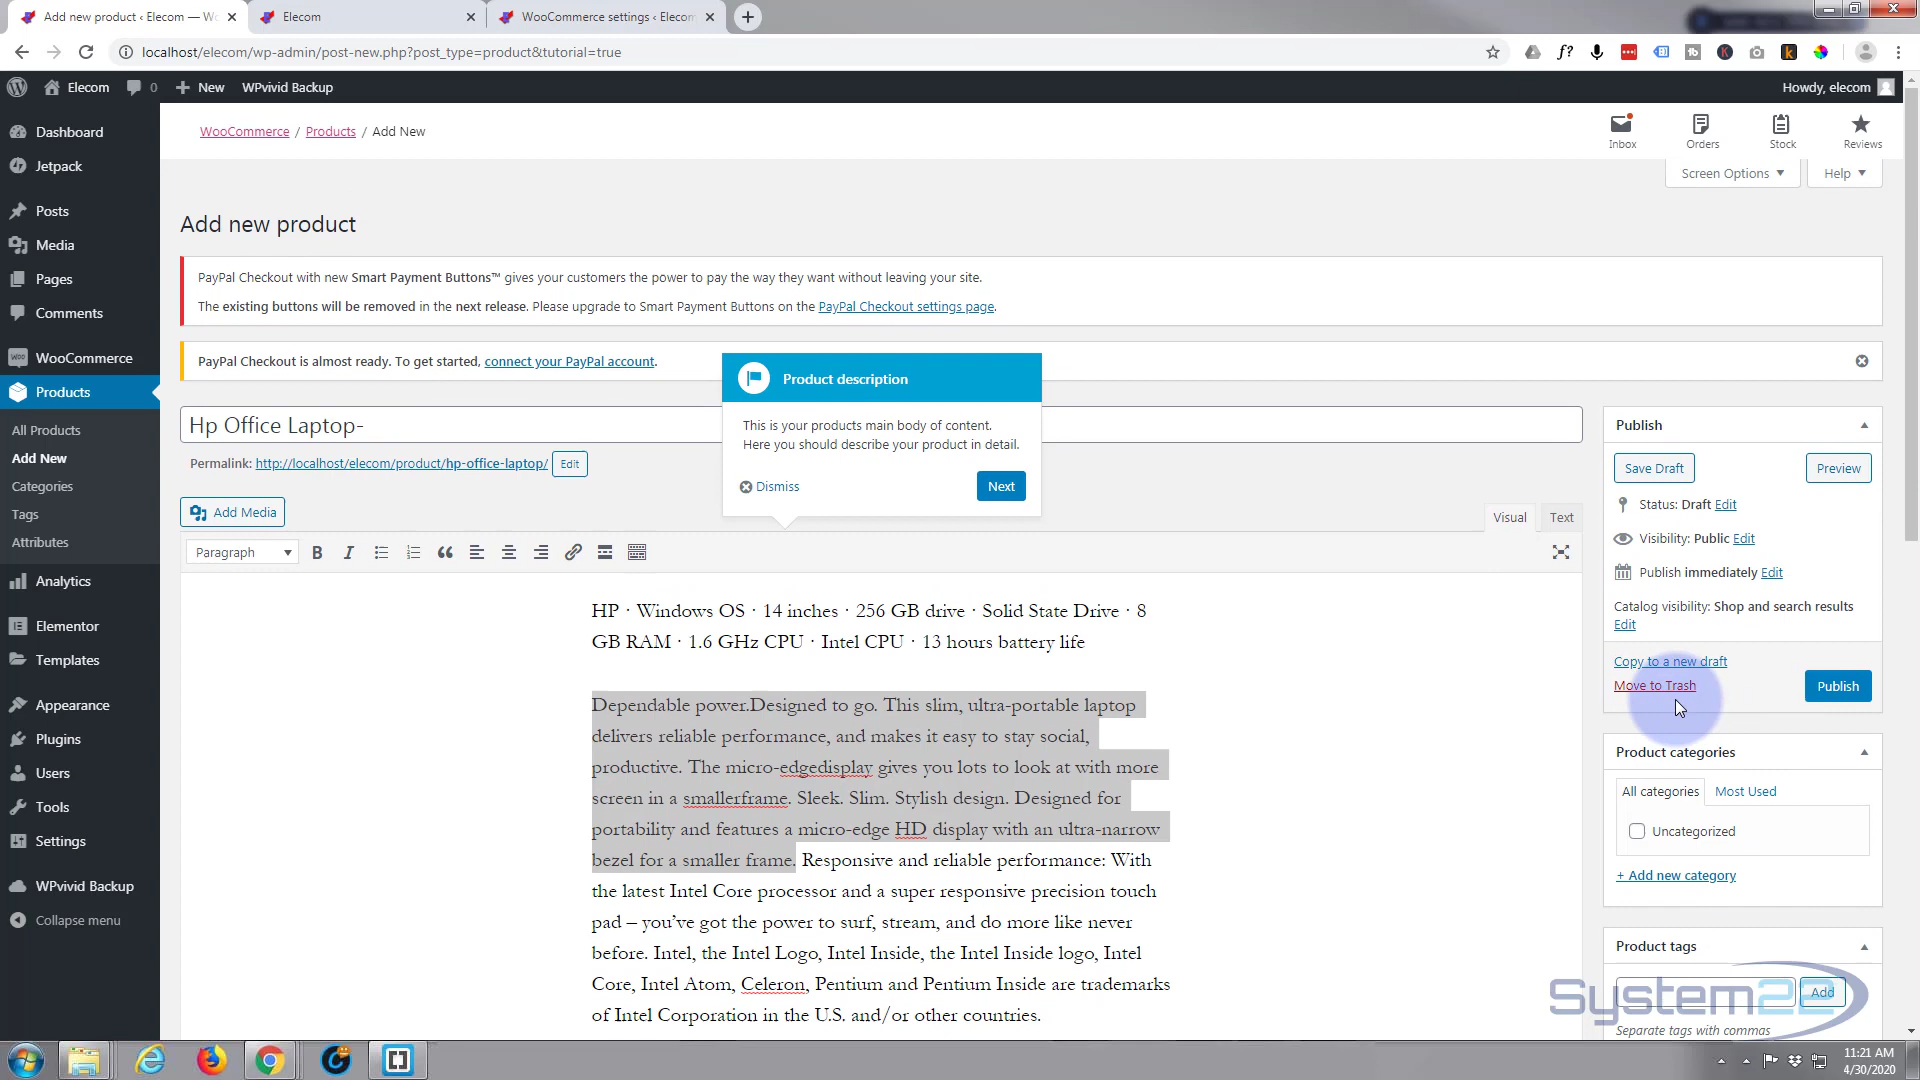 Add new product ‹ Elecom — Wo
Elecom
WooCommerce settings ‹ Elecom
localhost/elecom/wp-admin/post-new.php?post_type=product&tutorial=true
Elecom
0
New
WPvivid Backup
Howdy, elecom
Dashboard
Jetpack
Posts
Media
Pages
Comments
WooCommerce
Products
All Products
Add New
Categories
Tags
Attributes
Analytics
Elementor
Templates
Appearance
Plugins
Users
Tools
Settings
WPvivid Backup
Collapse menu
WooCommerce / Products / Add New
Inbox
Orders
Stock
Reviews
Screen Options
Help
Add new product
PayPal Checkout with new Smart Payment Buttons™ gives your customers the power to pay the way they want without leaving your site.
The existing buttons will be removed in the next release. Please upgrade to Smart Payment Buttons on the PayPal Checkout settings page.
PayPal Checkout is almost ready. To get started, connect your PayPal account.
Product description
This is your products main body of content.
Here you should describe your product in detail.
Dismiss
Next
Hp Office Laptop-
Permalink: http://localhost/elecom/product/hp-office-laptop/ Edit
Add Media
Visual
Text
Paragraph
HP · Windows OS · 14 inches · 256 GB drive · Solid State Drive · 8
GB RAM · 1.6 GHz CPU · Intel CPU · 13 hours battery life
Dependable power.Designed to go. This slim, ultra-portable laptop
delivers reliable performance, and makes it easy to stay social,
productive. The micro-edgedisplay gives you lots to look at with more
screen in a smallerframe. Sleek. Slim. Stylish design. Designed for
portability and features a micro-edge HD display with an ultra-narrow
bezel for a smaller frame. Responsive and reliable performance: With
the latest Intel Core processor and a super responsive precision touch
pad – you've got the power to surf, stream, and do more like never
before. Intel, the Intel Logo, Intel Inside, the Intel Inside logo, Intel
Core, Intel Atom, Celeron, Pentium and Pentium Inside are trademarks
of Intel Corporation in the U.S. and/or other countries.
Publish
Save Draft
Preview
Status: Draft Edit
Visibility: Public Edit
Publish immediately Edit
Catalog visibility: Shop and search results
Edit
Copy to a new draft
Move to Trash
Publish
Product categories
All categories
Most Used
Uncategorized
+ Add new category
Product tags
Add
Separate tags with commas
System22
11:21 AM
4/30/2020